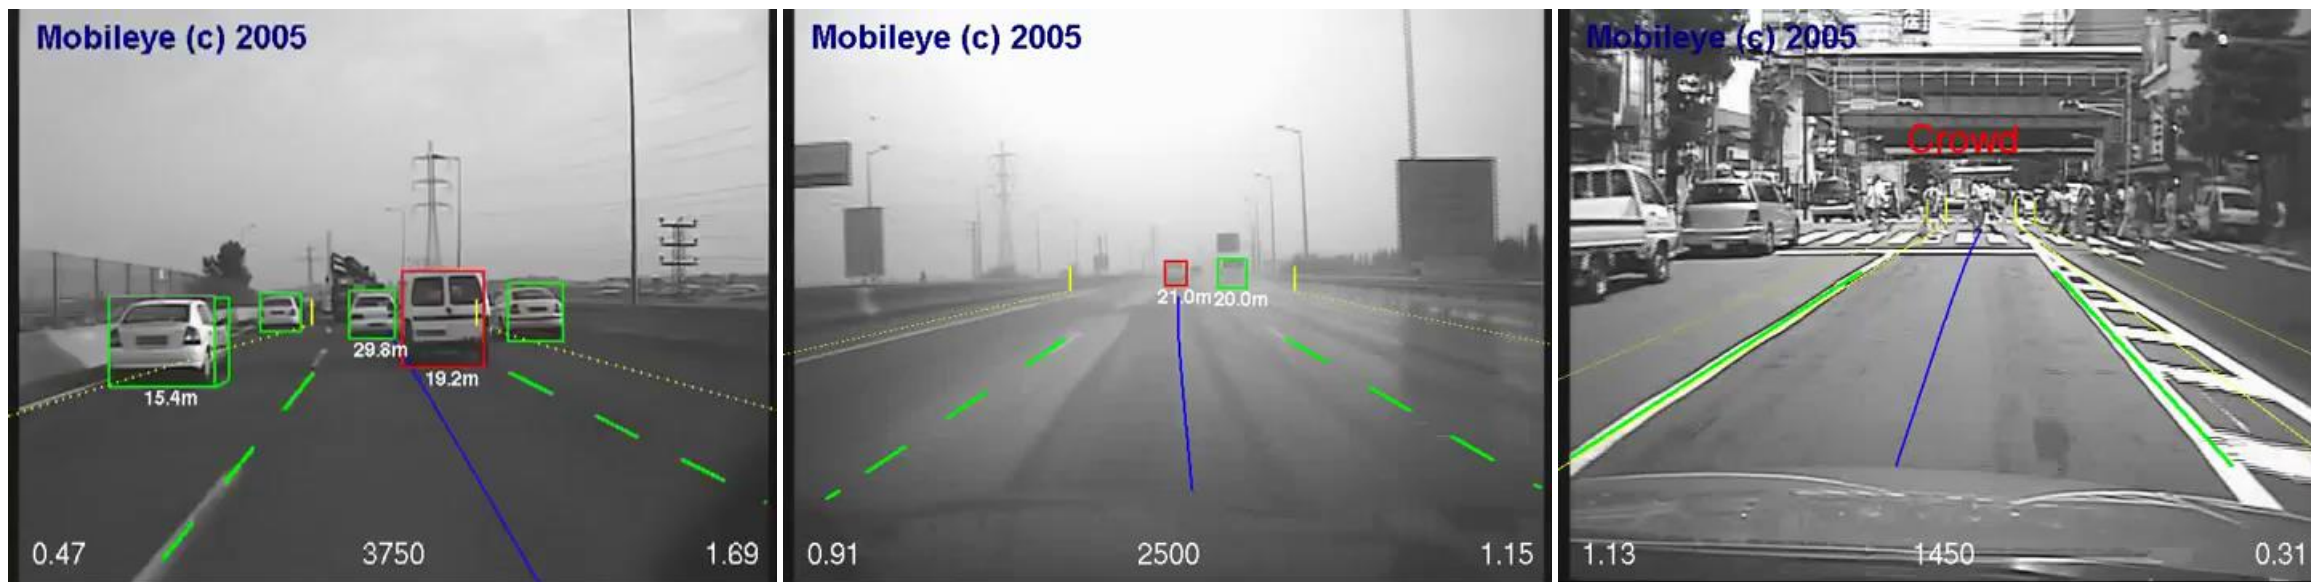 Mobileye (c) 2005
29.8m
19.2m
15.4m
0.47 3750 1.69
Mobileye (c) 2005
21.0m 20.0m
0.91 2500 1.15
Mobileye (c) 2005
Crowd
1.13 1450 0.31